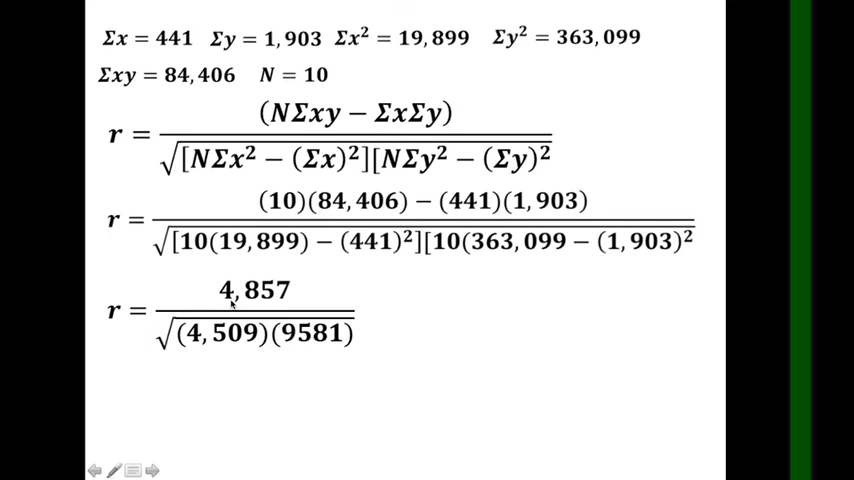 Σx = 441 Σy = 1,903 Σx² = 19,899 Σy² = 363,099
Σxy = 84,406 N = 10
r = (NΣxy − ΣxΣy) / √[NΣx² − (Σx)²][NΣy² − (Σy)²
r = (10)(84,406) − (441)(1,903) / √[10(19,899) − (441)²][10(363,099 − (1,903)²
r = 4,857 / √(4,509)(9581)